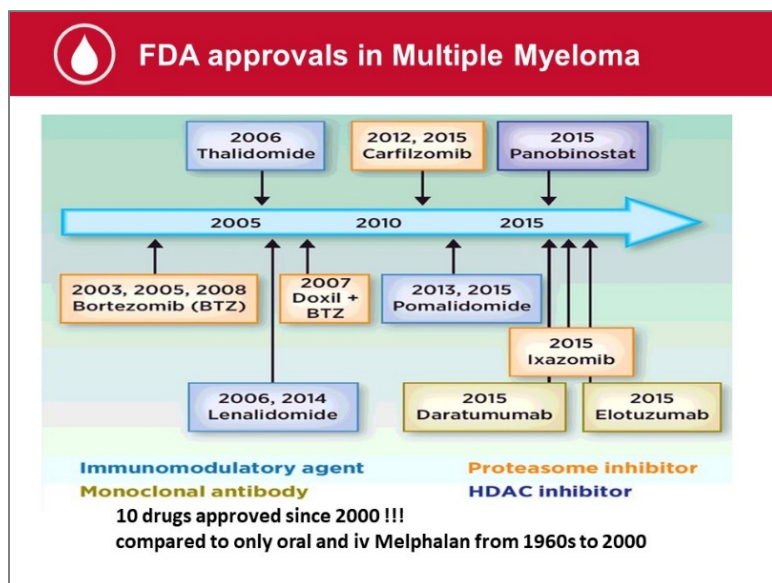 FDA approvals in Multiple Myeloma
2006
Thalidomide
2012, 2015
Carfilzomib
2015
Panobinostat
2005
2010
2015
2003, 2005, 2008
Bortezomib (BTZ)
2007
Doxil +
BTZ
2013, 2015
Pomalidomide
2015
Ixazomib
2006, 2014
Lenalidomide
2015
Daratumumab
2015
Elotuzumab
Immunomodulatory agent
Proteasome inhibitor
Monoclonal antibody
HDAC inhibitor
10 drugs approved since 2000 !!!
compared to only oral and iv Melphalan from 1960s to 2000